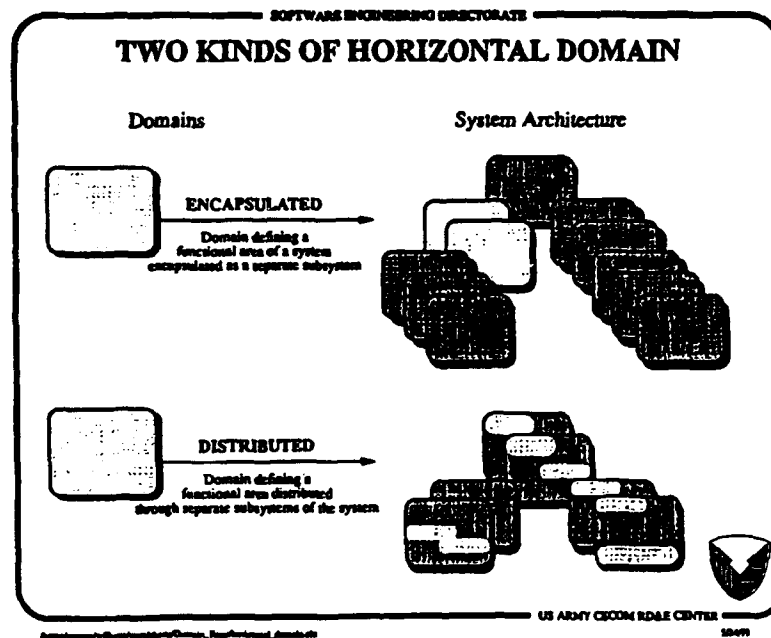 SOFTWARE ENGINEERING DIRECTORATE
TWO KINDS OF HORIZONTAL DOMAIN
Domains
System Architecture
ENCAPSULATED
Domain defining a
functional area of a system
encapsulated as a separate subsystem
DISTRIBUTED
Domain defining a
functional area distributed
through separate subsystems of the system
US ARMY CECOM RD&E CENTER